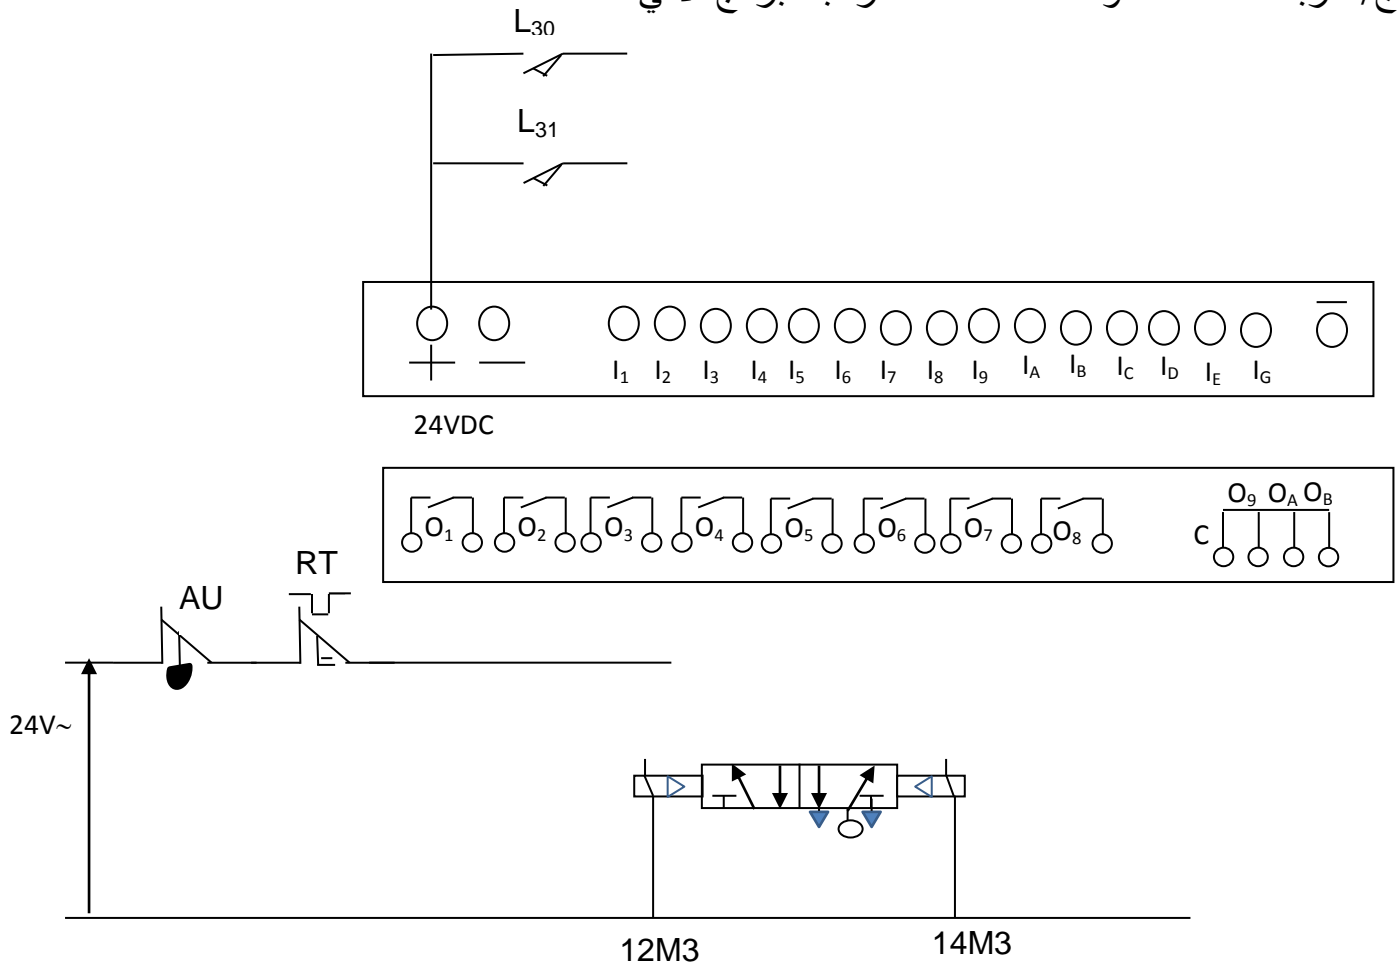 L30
L31
I1 I2 I3 I4 I5 I6 I7 I8 I9 IA IB IC ID IE IG
24VDC
O9 OA OB
O1 O2 O3 O4 O5 O6 O7 O8 C
RT
AU
24V~
12M3 14M3